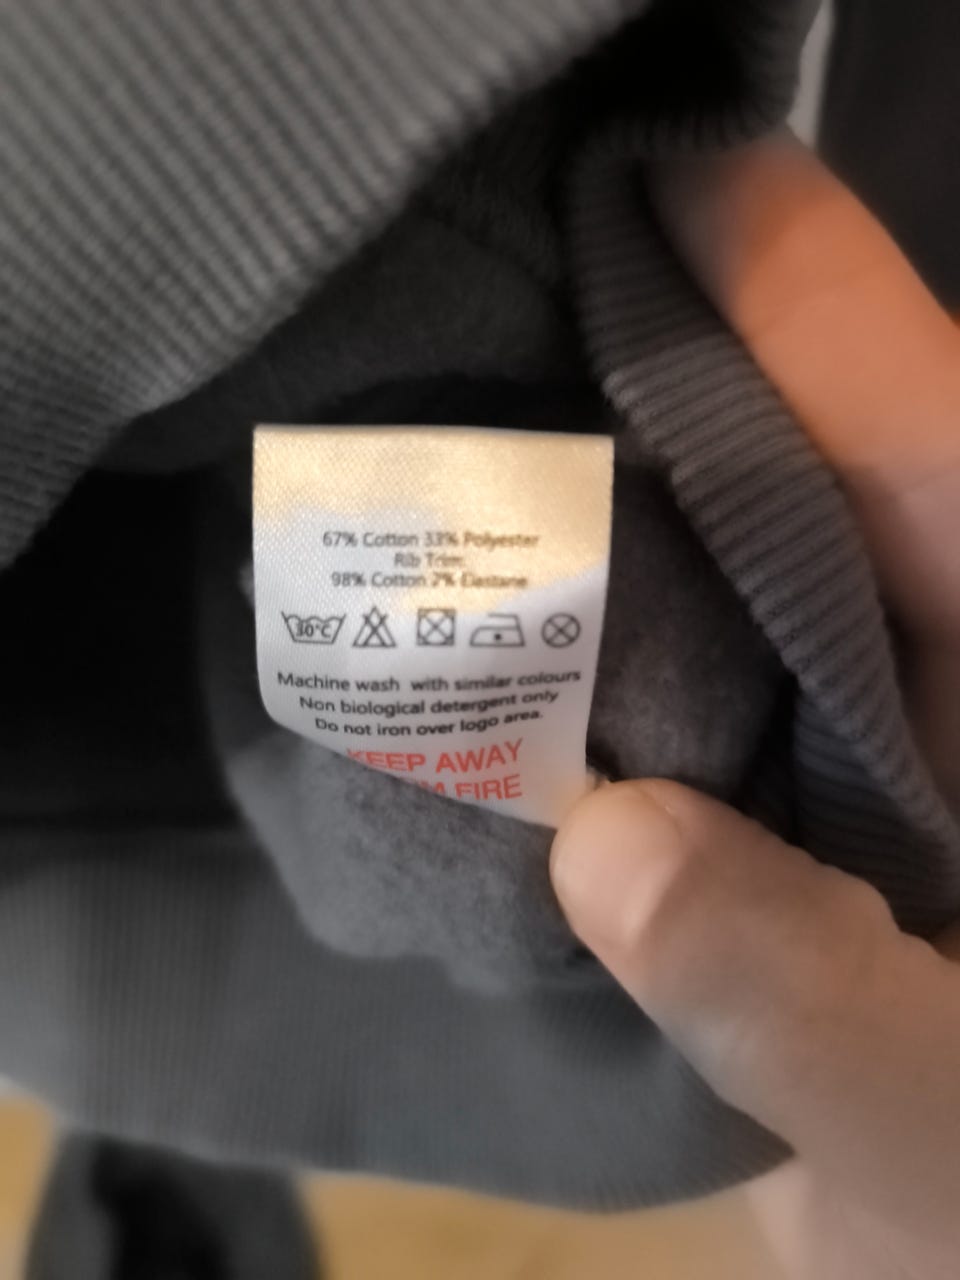 67% Cotton 33% Polyester
Rib Trim:
98% Cotton 2% Elastane
30°C
Machine wash with similar colours
Non biological detergent only
Do not iron over logo area.
KEEP AWAY
FIRE